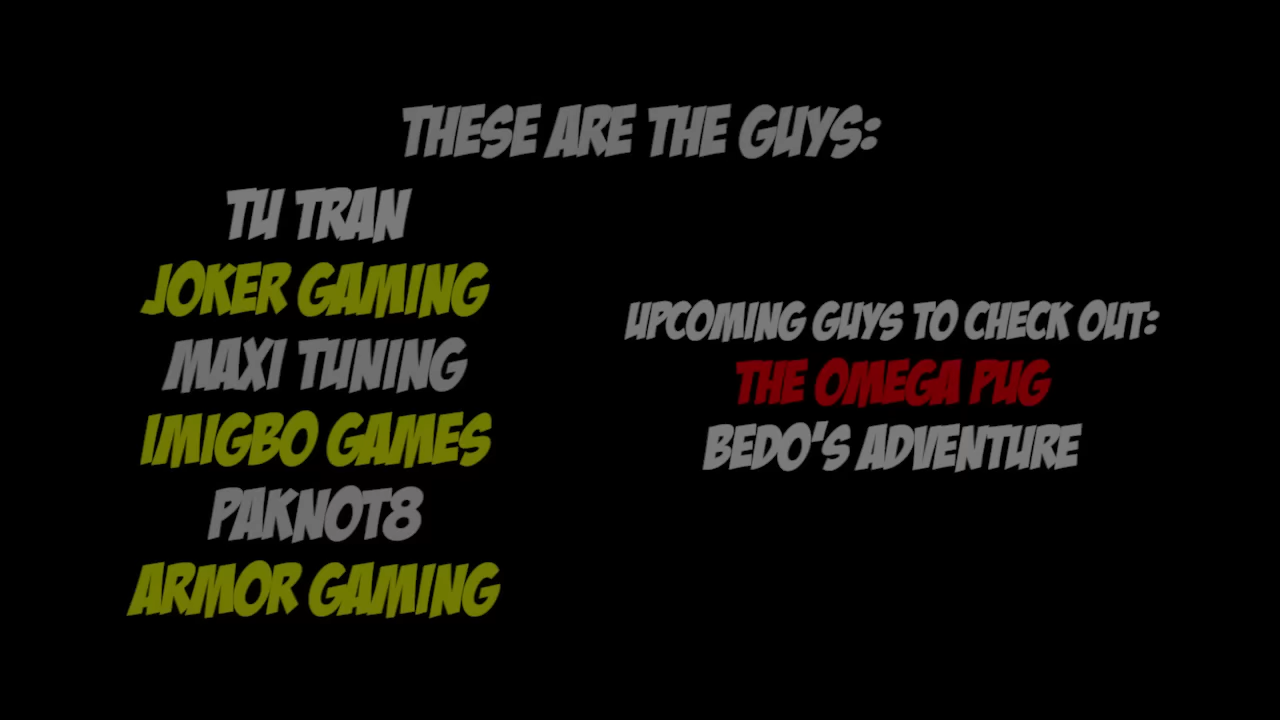 THESE ARE THE GUYS:
TU TRAN
JOKER GAMING
MAXI TUNING
IMIGBO GAMES
PAKNOT8
ARMOR GAMING
UPCOMING GUYS TO CHECK OUT:
THE OMEGA PUG
BEDO'S ADVENTURE